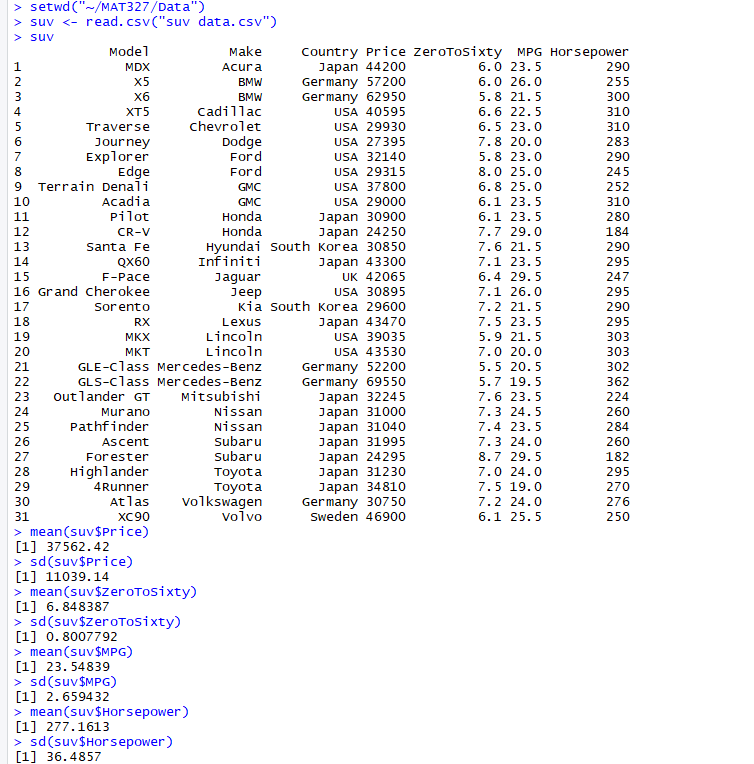 > setwd("~/MAT327/Data")
> suv <- read.csv("suv data.csv")
> suv
Model Make Country Price ZeroToSixty MPG Horsepower
1 MDX Acura Japan 44200 6.0 23.5 290
2 X5 BMW Germany 57200 6.0 26.0 255
3 X6 BMW Germany 62950 5.8 21.5 300
4 XT5 Cadillac USA 40595 6.6 22.5 310
5 Traverse Chevrolet USA 29930 6.5 23.0 310
6 Journey Dodge USA 27395 7.8 20.0 283
7 Explorer Ford USA 32140 5.8 23.0 290
8 Edge Ford USA 29315 8.0 25.0 245
9 Terrain Denali GMC USA 37800 6.8 25.0 252
10 Acadia GMC USA 29000 6.1 23.5 310
11 Pilot Honda Japan 30900 6.1 23.5 280
12 CR-V Honda Japan 24250 7.7 29.0 184
13 Santa Fe Hyundai South Korea 30850 7.6 21.5 290
14 QX60 Infiniti Japan 43300 7.1 23.5 295
15 F-Pace Jaguar UK 42065 6.4 29.5 247
16 Grand Cherokee Jeep USA 30895 7.1 26.0 295
17 Sorento Kia South Korea 29600 7.2 21.5 290
18 RX Lexus Japan 43470 7.5 23.5 295
19 MKX Lincoln USA 39035 5.9 21.5 303
20 MKT Lincoln USA 43530 7.0 20.0 303
21 GLE-Class Mercedes-Benz Germany 52200 5.5 20.5 302
22 GLS-Class Mercedes-Benz Germany 69550 5.7 19.5 362
23 Outlander GT Mitsubishi Japan 32245 7.6 23.5 224
24 Murano Nissan Japan 31000 7.3 24.5 260
25 Pathfinder Nissan Japan 31040 7.4 23.5 284
26 Ascent Subaru Japan 31995 7.3 24.0 260
27 Forester Subaru Japan 24295 8.7 29.5 182
28 Highlander Toyota Japan 31230 7.0 24.0 295
29 4Runner Toyota Japan 34810 7.5 19.0 270
30 Atlas Volkswagen Germany 30750 7.2 24.0 276
31 XC90 Volvo Sweden 46900 6.1 25.5 250
> mean(suv$Price)
[1] 37562.42
> sd(suv$Price)
[1] 11039.14
> mean(suv$ZeroToSixty)
[1] 6.848387
> sd(suv$ZeroToSixty)
[1] 0.8007792
> mean(suv$MPG)
[1] 23.54839
> sd(suv$MPG)
[1] 2.659432
> mean(suv$Horsepower)
[1] 277.1613
> sd(suv$Horsepower)
[1] 36.4857